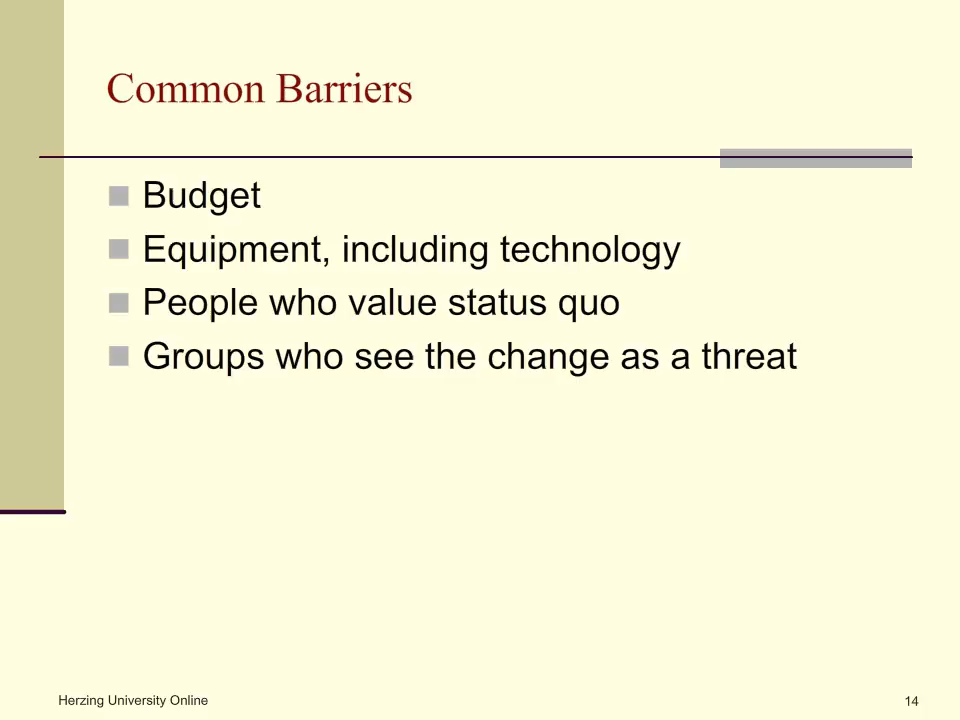 Common Barriers
Budget
Equipment, including technology
People who value status quo
Groups who see the change as a threat
Herzing University Online
14